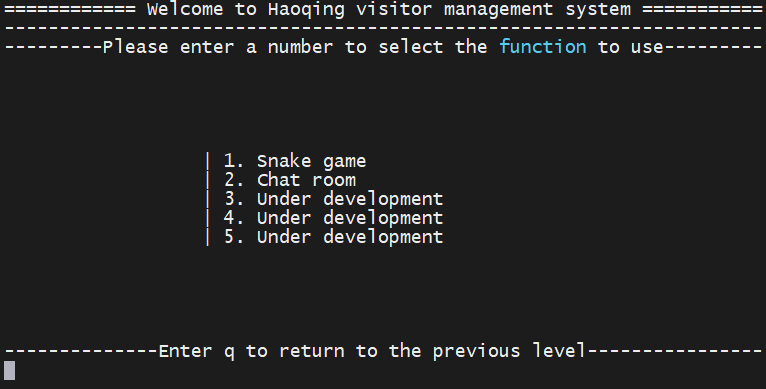 ============ Welcome to Haoqing visitor management system ===========
---------------------------------------------------------------------
---------Please enter a number to select the function to use---------
| 1. Snake game
| 2. Chat room
| 3. Under development
| 4. Under development
| 5. Under development
--------------Enter q to return to the previous level----------------